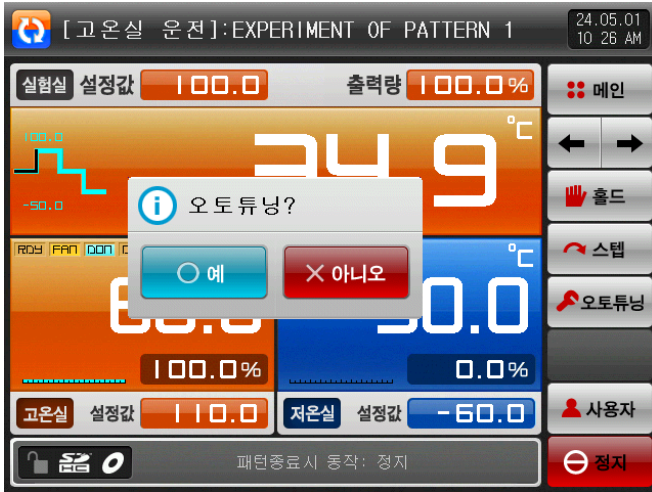 [고온실 운전]:EXPERIMENT OF PATTERN 1
24.05.01
10 26 AM
실험실 설정값 100.0 출력량 100.0%
메인
100.0
-50.0
34.9 ℃
오토튜닝?
예
아니오
홀드
스텝
RDY FAN DON
℃
오토튜닝
100.0%
0.0%
고온실 설정값 110.0
저온실 설정값 -60.0
사용자
패턴종료시 동작: 정지
정지